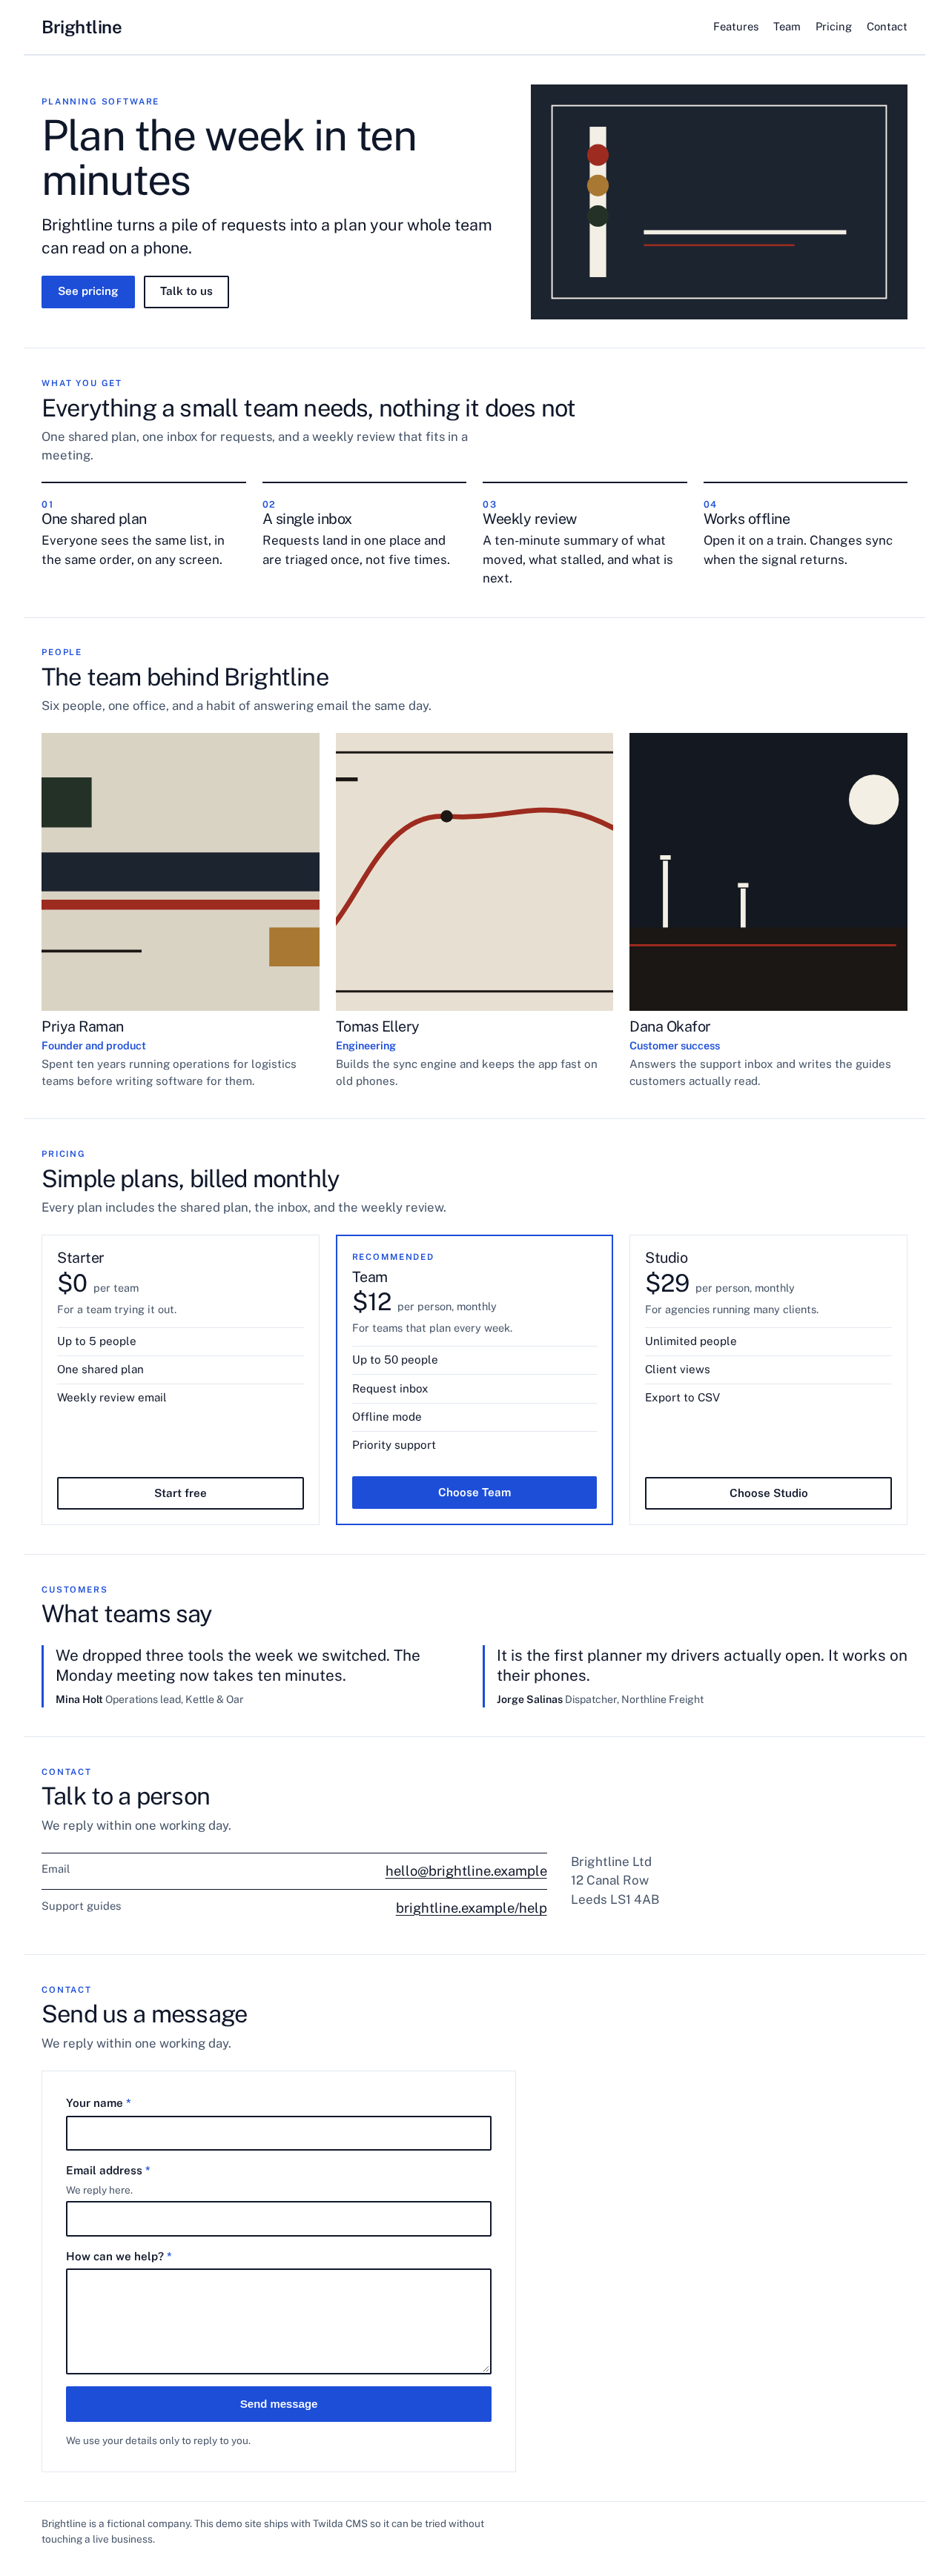 Brightline
Features Team Pricing Contact
PLANNING SOFTWARE
Plan the week in ten
minutes
Brightline turns a pile of requests into a plan your whole team
can read on a phone.
See pricing
Talk to us
WHAT YOU GET
Everything a small team needs, nothing it does not
One shared plan, one inbox for requests, and a weekly review that fits in a
meeting.
01
One shared plan
Everyone sees the same list, in
the same order, on any screen.
02
A single inbox
Requests land in one place and
are triaged once, not five times.
03
Weekly review
A ten-minute summary of what
moved, what stalled, and what is
next.
04
Works offline
Open it on a train. Changes sync
when the signal returns.
PEOPLE
The team behind Brightline
Six people, one office, and a habit of answering email the same day.
Priya Raman
Founder and product
Spent ten years running operations for logistics
teams before writing software for them.
Tomas Ellery
Engineering
Builds the sync engine and keeps the app fast on
old phones.
Dana Okafor
Customer success
Answers the support inbox and writes the guides
customers actually read.
PRICING
Simple plans, billed monthly
Every plan includes the shared plan, the inbox, and the weekly review.
Starter
$0 per team
For a team trying it out.
Up to 5 people
One shared plan
Weekly review email
Start free
RECOMMENDED
Team
$12 per person, monthly
For teams that plan every week.
Up to 50 people
Request inbox
Offline mode
Priority support
Choose Team
Studio
$29 per person, monthly
For agencies running many clients.
Unlimited people
Client views
Export to CSV
Choose Studio
CUSTOMERS
What teams say
We dropped three tools the week we switched. The
Monday meeting now takes ten minutes.
Mina Holt Operations lead, Kettle & Oar
It is the first planner my drivers actually open. It works on
their phones.
Jorge Salinas Dispatcher, Northline Freight
CONTACT
Talk to a person
We reply within one working day.
Email hello@brightline.example
Support guides brightline.example/help
Brightline Ltd
12 Canal Row
Leeds LS1 4AB
CONTACT
Send us a message
We reply within one working day.
Your name *
Email address *
We reply here.
How can we help? *
Send message
We use your details only to reply to you.
Brightline is a fictional company. This demo site ships with Twilda CMS so it can be tried without
touching a live business.